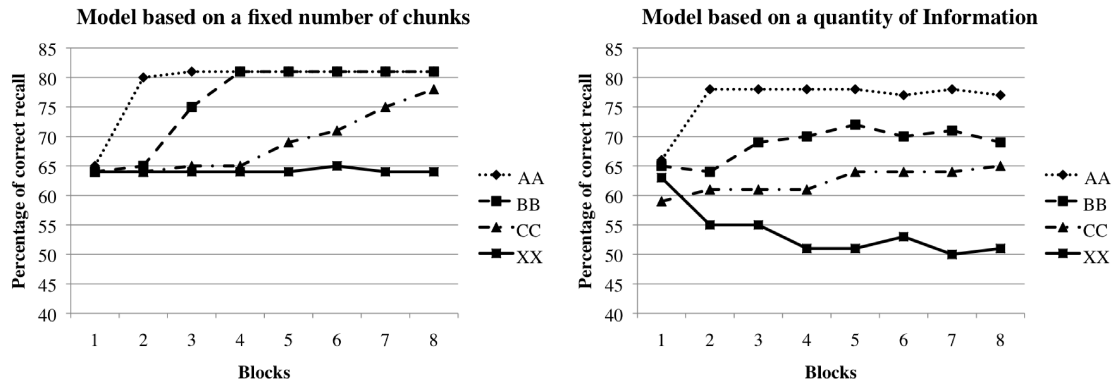 Model based on a fixed number of chunks
Percentage of correct recall
85
80
75
70
65
60
55
50
45
40
1 2 3 4 5 6 7 8
Blocks
AA
BB
CC
XX
Model based on a quantity of Information
Percentage of correct recall
85
80
75
70
65
60
55
50
45
40
1 2 3 4 5 6 7 8
Blocks
AA
BB
CC
XX